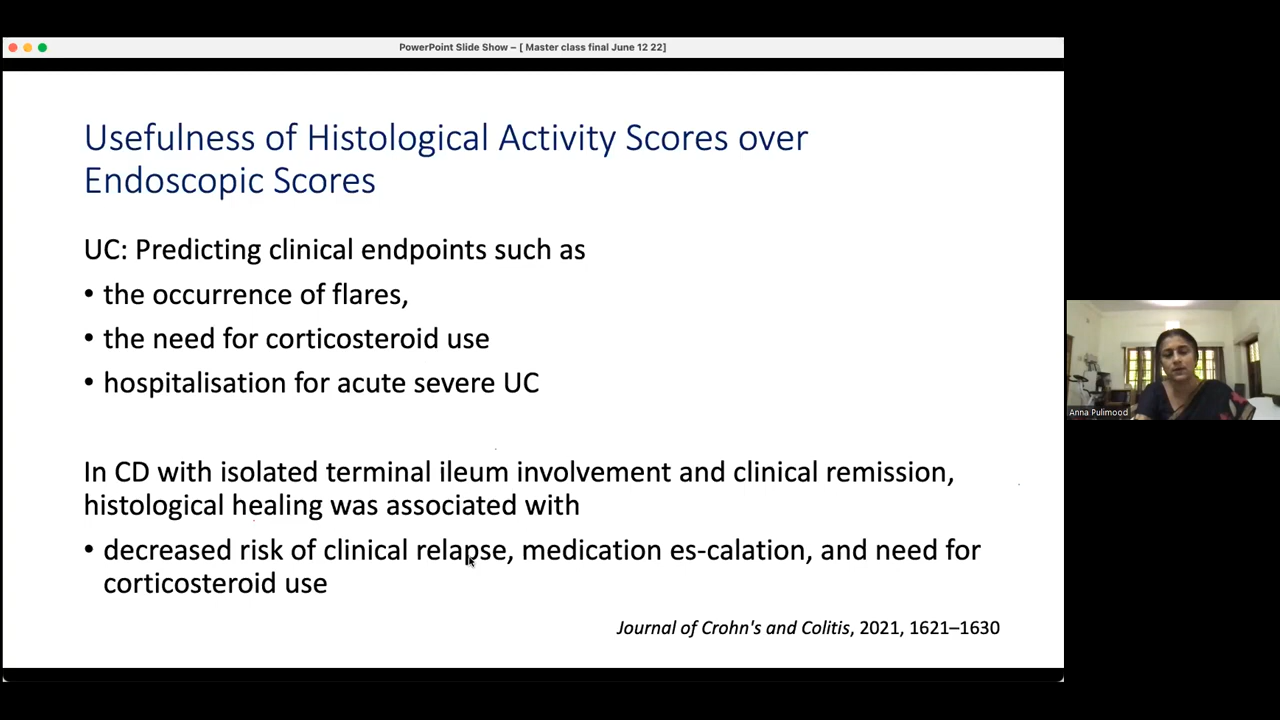 PowerPoint Slide Show – [ Master class final June 12 22]
Usefulness of Histological Activity Scores over
Endoscopic Scores
UC: Predicting clinical endpoints such as
• the occurrence of flares,
• the need for corticosteroid use
• hospitalisation for acute severe UC
In CD with isolated terminal ileum involvement and clinical remission,
histological healing was associated with
• decreased risk of clinical relapse, medication es-calation, and need for
corticosteroid use
Journal of Crohn's and Colitis, 2021, 1621–1630
Anna Pulimood